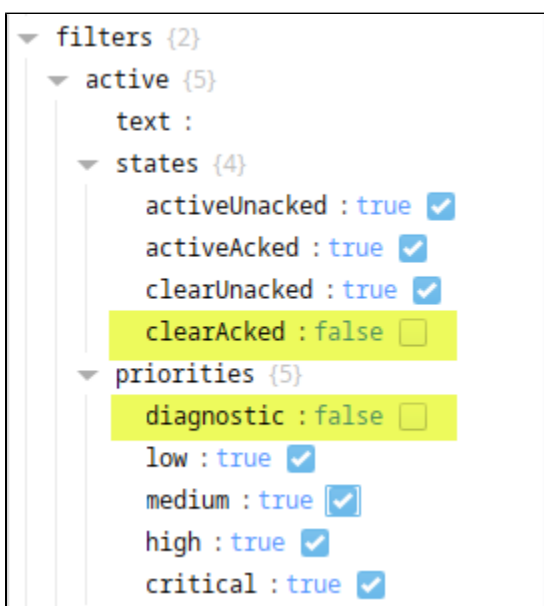 filters {2}
active {5}
text :
states {4}
activeUnacked : true
activeAcked : true
clearUnacked : true
clearAcked : false
priorities {5}
diagnostic : false
low : true
medium : true
high : true
critical : true